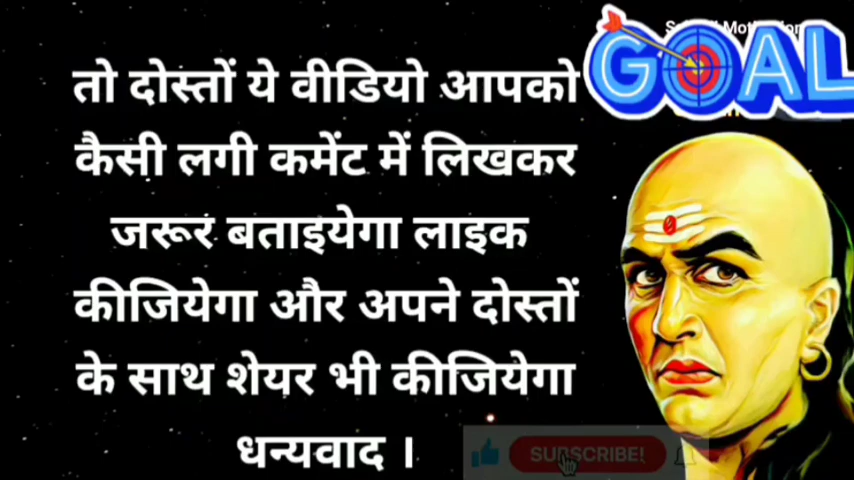 GOAL
तो दोस्तों ये वीडियो आपको
कैसी लगी कमेंट में लिखकर
जरूर बताइयेगा लाइक
कीजियेगा और अपने दोस्तों
के साथ शेयर भी कीजियेगा
धन्यवाद ।
SUBSCRIBE!